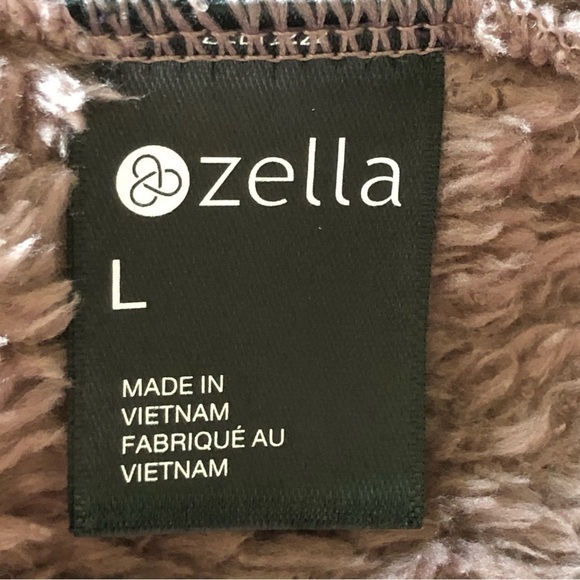 zella
L
MADE IN
VIETNAM
FABRIQUÉ AU
VIETNAM